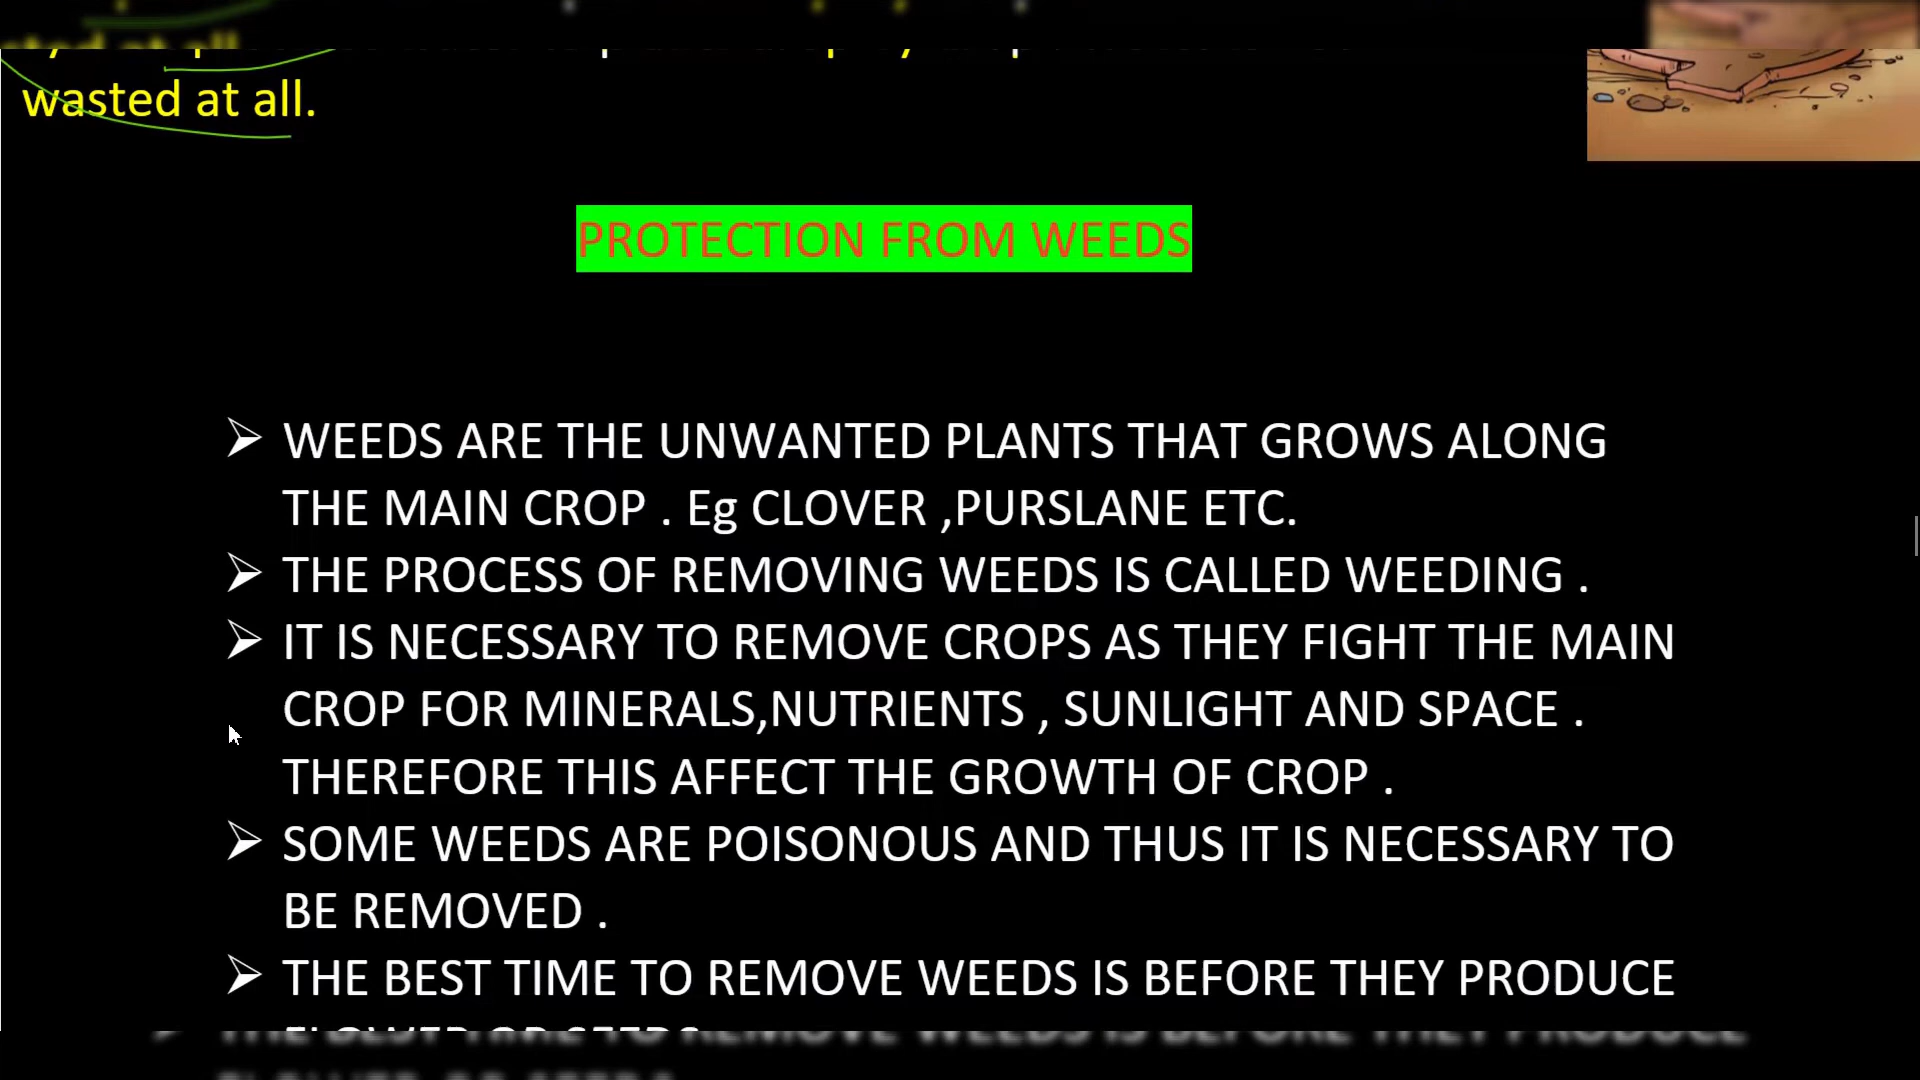 wasted at all.
PROTECTION FROM WEEDS
➢ WEEDS ARE THE UNWANTED PLANTS THAT GROWS ALONG
THE MAIN CROP . Eg CLOVER ,PURSLANE ETC.
➢ THE PROCESS OF REMOVING WEEDS IS CALLED WEEDING .
➢ IT IS NECESSARY TO REMOVE CROPS AS THEY FIGHT THE MAIN
CROP FOR MINERALS,NUTRIENTS , SUNLIGHT AND SPACE .
THEREFORE THIS AFFECT THE GROWTH OF CROP .
➢ SOME WEEDS ARE POISONOUS AND THUS IT IS NECESSARY TO
BE REMOVED .
➢ THE BEST TIME TO REMOVE WEEDS IS BEFORE THEY PRODUCE
FLOWER OR SEEDS